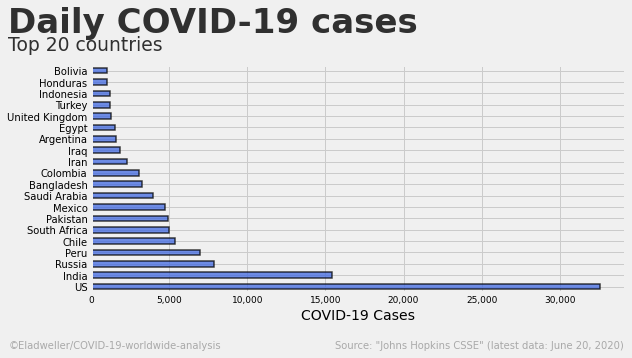 Daily COVID-19 cases
Top 20 countries
Bolivia
Honduras
Indonesia
Turkey
United Kingdom
Egypt
Argentina
Iraq
Iran
Colombia
Bangladesh
Saudi Arabia
Mexico
Pakistan
South Africa
Chile
Peru
Russia
India
US
0 5,000 10,000 15,000 20,000 25,000 30,000
COVID-19 Cases
©Eladweller/COVID-19-worldwide-analysis Source: "Johns Hopkins CSSE" (latest data: June 20, 2020)